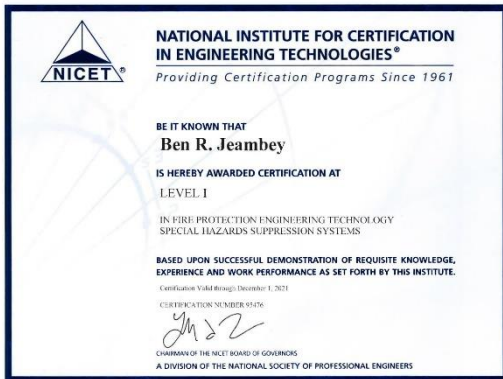 NICET®
NATIONAL INSTITUTE FOR CERTIFICATION
IN ENGINEERING TECHNOLOGIES®
Providing Certification Programs Since 1961
BE IT KNOWN THAT
Ben R. Jeambey
IS HEREBY AWARDED CERTIFICATION AT
LEVEL I
IN FIRE PROTECTION ENGINEERING TECHNOLOGY
SPECIAL HAZARDS SUPPRESSION SYSTEMS
BASED UPON SUCCESSFUL DEMONSTRATION OF REQUISITE KNOWLEDGE,
EXPERIENCE AND WORK PERFORMANCE AS SET FORTH BY THIS INSTITUTE.
Certification Valid through December 1, 2021
CERTIFICATION NUMBER 93476
CHAIRMAN OF THE NICET BOARD OF GOVERNORS
A DIVISION OF THE NATIONAL SOCIETY OF PROFESSIONAL ENGINEERS